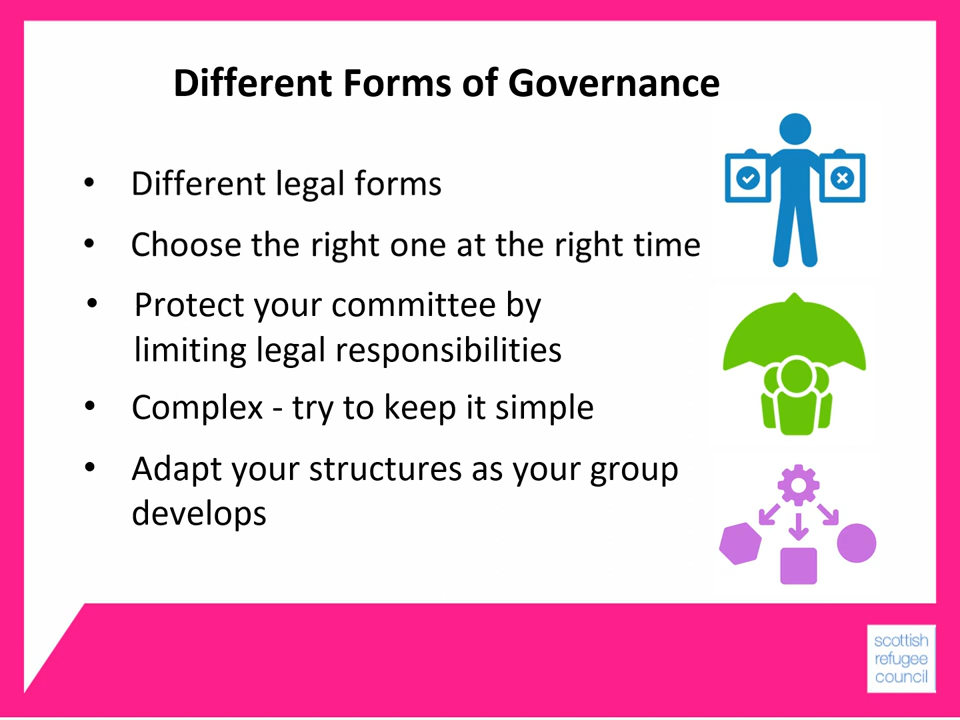 Different Forms of Governance
• Different legal forms
• Choose the right one at the right time
• Protect your committee by
limiting legal responsibilities
• Complex - try to keep it simple
• Adapt your structures as your group
develops
scottish
refugee
council